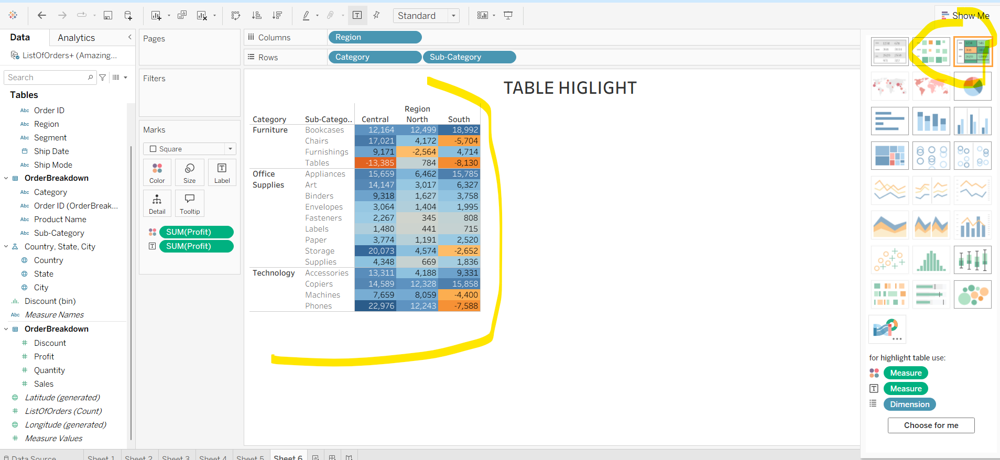 Standard
Show Me
Data
Analytics
ListOfOrders+ (Amazing...
Search
Tables
Order ID
Region
Segment
Ship Date
Ship Mode
OrderBreakdown
Category
Order ID (OrderBreak...
Product Name
Sub-Category
Country, State, City
Country
State
City
Discount (bin)
Measure Names
OrderBreakdown
Discount
Profit
Quantity
Sales
Latitude (generated)
ListOfOrders (Count)
Longitude (generated)
Measure Values
Pages
Filters
Marks
Square
Color
Size
Label
Detail
Tooltip
SUM(Profit)
SUM(Profit)
Columns
Region
Rows
Category
Sub-Category
TABLE HIGLIGHT
Region
Category Sub-Catego.. Central North South
Furniture Bookcases 12,164 12,499 18,992
Chairs 17,021 4,172 -5,704
Furnishings 9,171 -2,564 4,714
Tables -13,385 784 -8,130
Office Appliances 15,659 6,462 15,785
Supplies Art 14,147 3,017 6,327
Binders 9,318 1,627 3,758
Envelopes 3,064 1,404 1,995
Fasteners 2,267 345 808
Labels 1,480 441 715
Paper 3,774 1,191 2,520
Storage 20,073 4,574 -2,652
Supplies 4,348 669 1,836
Technology Accessories 13,311 4,188 9,331
Copiers 14,589 12,328 15,858
Machines 7,659 8,059 -4,400
Phones 22,976 12,243 -7,588
for highlight table use:
Measure
Measure
Dimension
Choose for me
Data Source
Sheet 1
Sheet 2
Sheet 3
Sheet 4
Sheet 5
Sheet 6